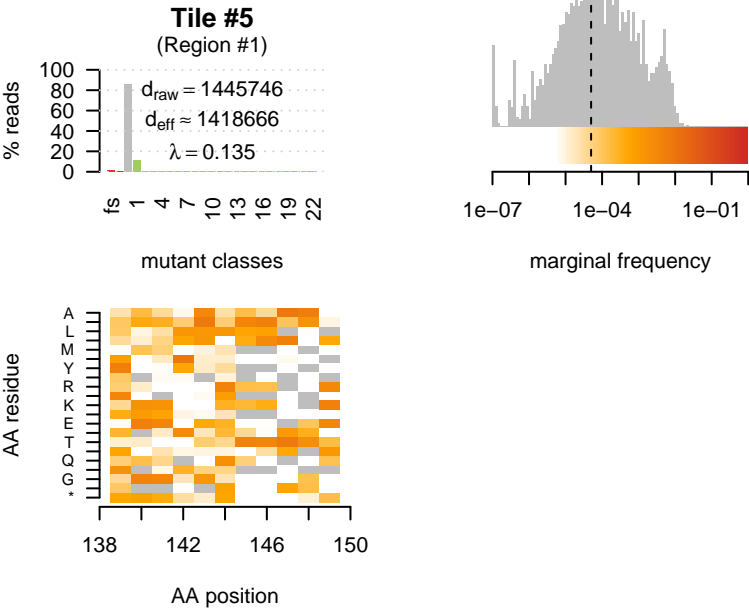 Tile #5
(Region #1)
% reads
100
80
60
40
20
0
d_raw = 1445746
d_eff ≈ 1418666
λ = 0.135
fs 1 4 7 10 13 16 19 22
mutant classes
1e−07 1e−04 1e−01
marginal frequency
AA residue
A
L
M
Y
R
K
E
T
Q
G
*
138 142 146 150
AA position